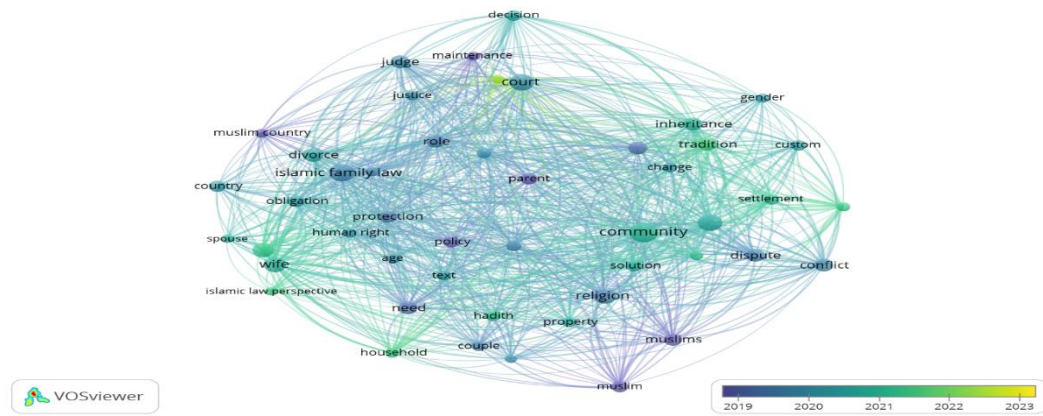 decision
maintenance
judge
court
justice
gender
muslim country
inheritance
role
tradition
custom
divorce
change
islamic family law
parent
country
obligation
settlement
protection
spouse
human right
community
policy
wife
age
solution
dispute
conflict
text
islamic law perspective
religion
need
hadith
property
muslims
couple
household
muslim
VOSviewer
2019 2020 2021 2022 2023